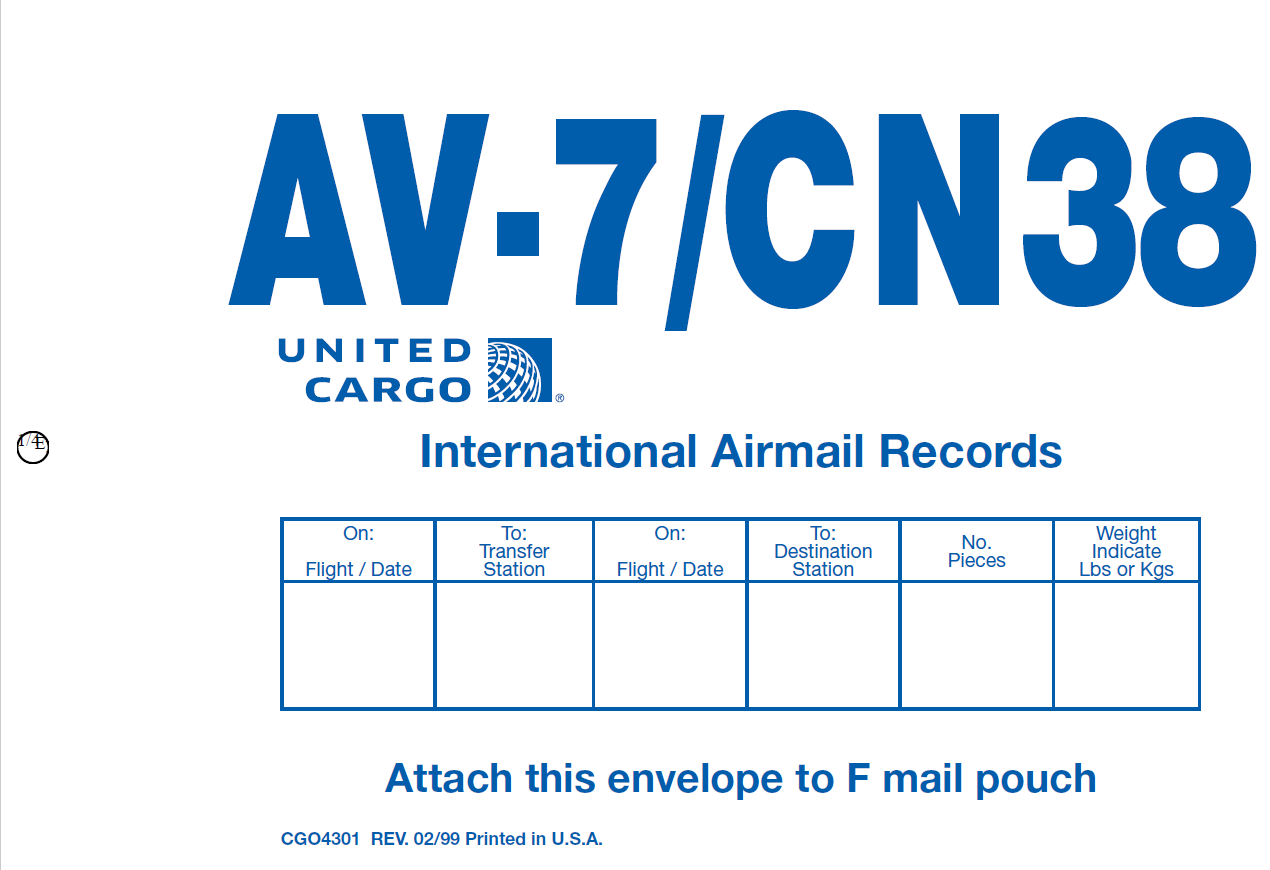 AV-7/CN38
UNITED
CARGO
®
International Airmail Records
On:
Flight / Date
To:
Transfer
Station
On:
Flight / Date
To:
Destination
Station
No.
Pieces
Weight
Indicate
Lbs or Kgs
Attach this envelope to F mail pouch
CGO4301 REV. 02/99 Printed in U.S.A.